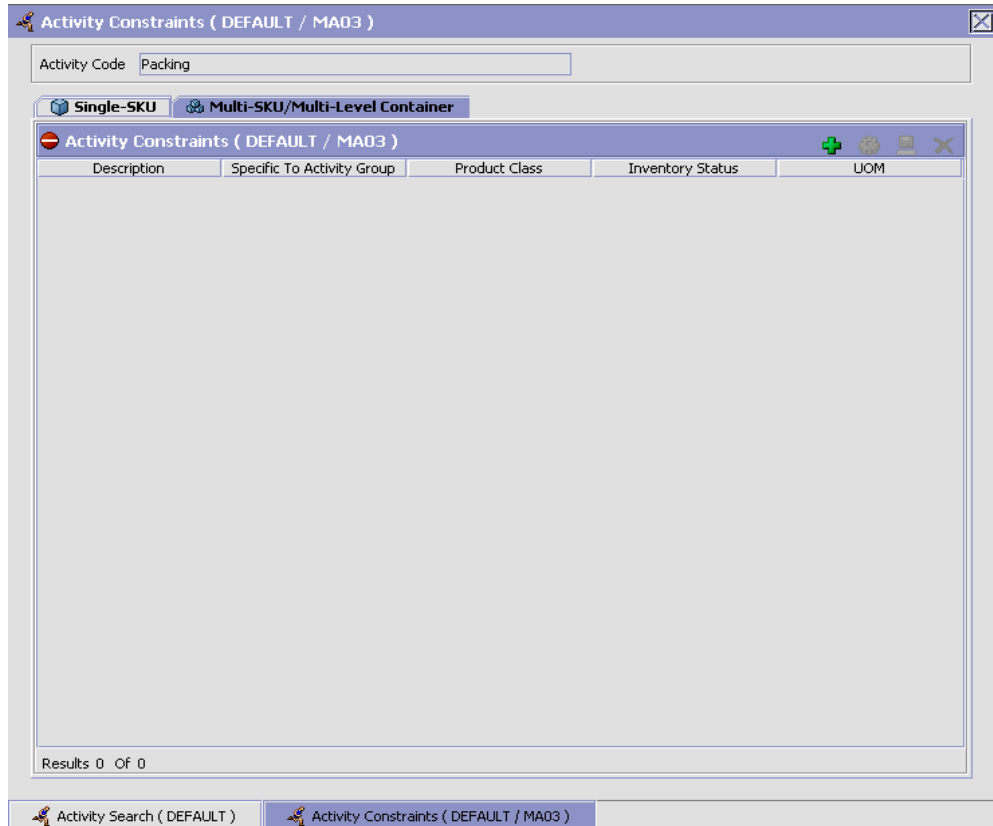 Activity Constraints ( DEFAULT / MA03 )
Activity Code Packing
Single-SKU Multi-SKU/Multi-Level Container
Activity Constraints ( DEFAULT / MA03 )
Description Specific To Activity Group Product Class Inventory Status UOM
Results 0 Of 0
Activity Search ( DEFAULT ) Activity Constraints ( DEFAULT / MA03 )